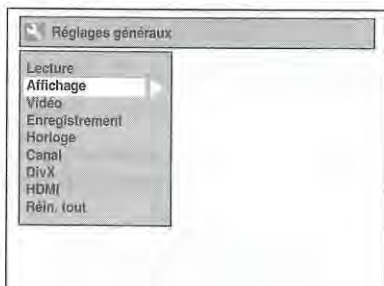 Réglages généraux
Lecture
Affichage
Vidéo
Enregistrement
Horloge
Canal
DivX
HDMI
Réin. tout